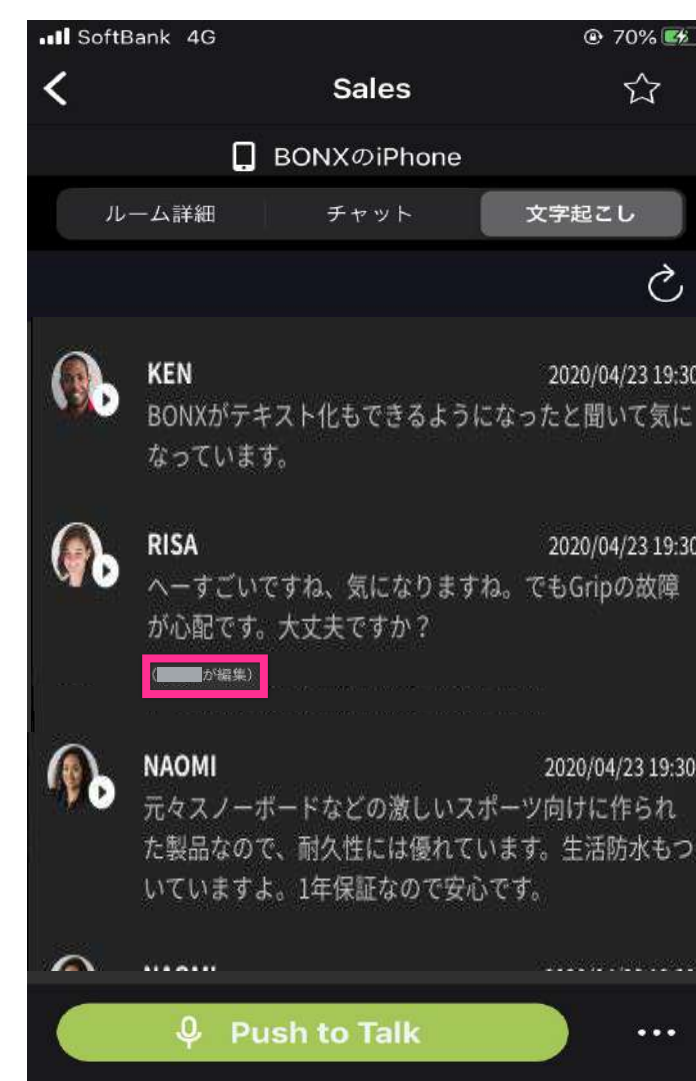 SoftBank 4G 70%
Sales
BONXのiPhone
ルーム詳細 チャット 文字起こし
KEN 2020/04/23 19:30
BONXがテキスト化もできるようになったと聞いて気に
なっています。
RISA 2020/04/23 19:30
へーすごいですね、気になりますね。でもGripの故障
が心配です。大丈夫ですか？
( が編集)
NAOMI 2020/04/23 19:30
元々スノーボードなどの激しいスポーツ向けに作られ
た製品なので、耐久性には優れています。生活防水もつ
いていますよ。1年保証なので安心です。
Push to Talk